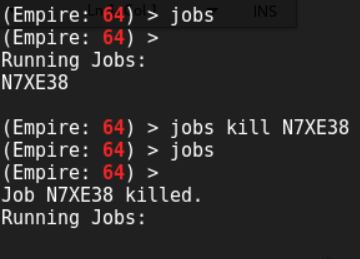 (Empire: 64) > jobs
(Empire: 64) >
Running Jobs:
N7XE38
(Empire: 64) > jobs kill N7XE38
(Empire: 64) > jobs
(Empire: 64) >
Job N7XE38 killed.
Running Jobs:
INS